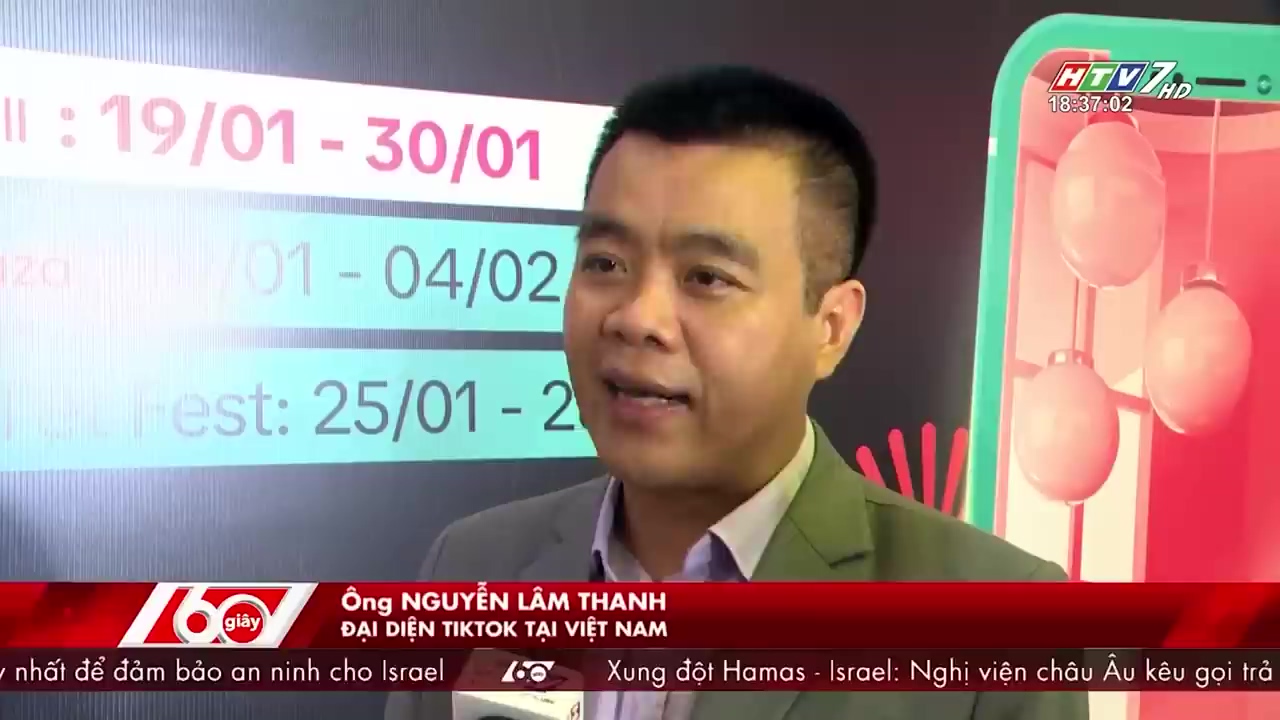 HTV7 HD
18:37:02
: 19/01 - 30/01
/01 - 04/02
Fest: 25/01 - 2
60 giây
Ông NGUYỄN LÂM THANH
ĐẠI DIỆN TIKTOK TẠI VIỆT NAM
nhất để đảm bảo an ninh cho Israel 60 Xung đột Hamas - Israel: Nghị viện châu Âu kêu gọi trả